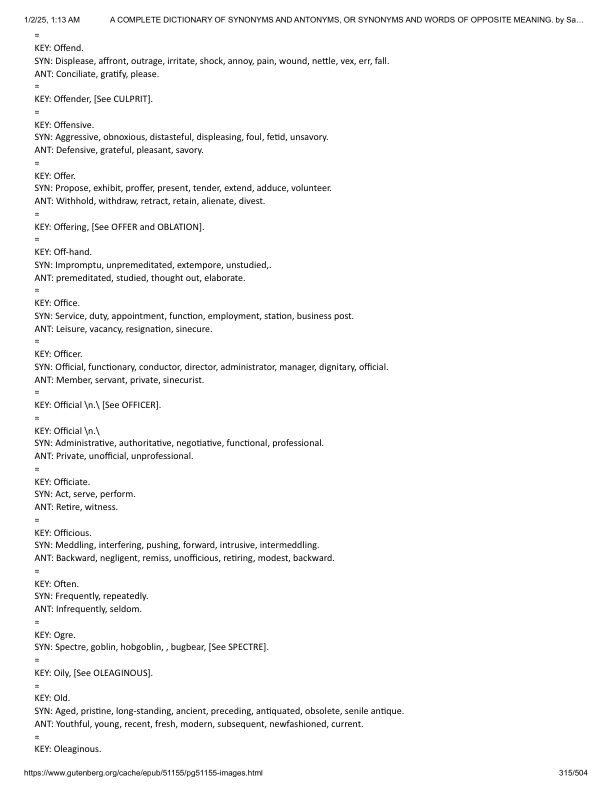 1/2/25, 1:13 AM A COMPLETE DICTIONARY OF SYNONYMS AND ANTONYMS, OR SYNONYMS AND WORDS OF OPPOSITE MEANING. by Sa…
=
KEY: Offend.
SYN: Displease, affront, outrage, irritate, shock, annoy, pain, wound, nettle, vex, err, fall.
ANT: Conciliate, gratify, please.
=
KEY: Offender, [See CULPRIT].
=
KEY: Offensive.
SYN: Aggressive, obnoxious, distasteful, displeasing, foul, fetid, unsavory.
ANT: Defensive, grateful, pleasant, savory.
=
KEY: Offer.
SYN: Propose, exhibit, proffer, present, tender, extend, adduce, volunteer.
ANT: Withhold, withdraw, retract, retain, alienate, divest.
=
KEY: Offering, [See OFFER and OBLATION].
=
KEY: Off-hand.
SYN: Impromptu, unpremeditated, extempore, unstudied,.
ANT: premeditated, studied, thought out, elaborate.
=
KEY: Office.
SYN: Service, duty, appointment, function, employment, station, business post.
ANT: Leisure, vacancy, resignation, sinecure.
=
KEY: Officer.
SYN: Official, functionary, conductor, director, administrator, manager, dignitary, official.
ANT: Member, servant, private, sinecurist.
=
KEY: Official \n.\ [See OFFICER].
=
KEY: Official \n.\
SYN: Administrative, authoritative, negotiative, functional, professional.
ANT: Private, unofficial, unprofessional.
=
KEY: Officiate.
SYN: Act, serve, perform.
ANT: Retire, witness.
=
KEY: Officious.
SYN: Meddling, interfering, pushing, forward, intrusive, intermeddling.
ANT: Backward, negligent, remiss, unofficious, retiring, modest, backward.
=
KEY: Often.
SYN: Frequently, repeatedly.
ANT: Infrequently, seldom.
=
KEY: Ogre.
SYN: Spectre, goblin, hobgoblin, , bugbear, [See SPECTRE].
=
KEY: Oily, [See OLEAGINOUS].
=
KEY: Old.
SYN: Aged, pristine, long-standing, ancient, preceding, antiquated, obsolete, senile antique.
ANT: Youthful, young, recent, fresh, modern, subsequent, newfashioned, current.
=
KEY: Oleaginous.
https://www.gutenberg.org/cache/epub/51155/pg51155-images.html 315/504